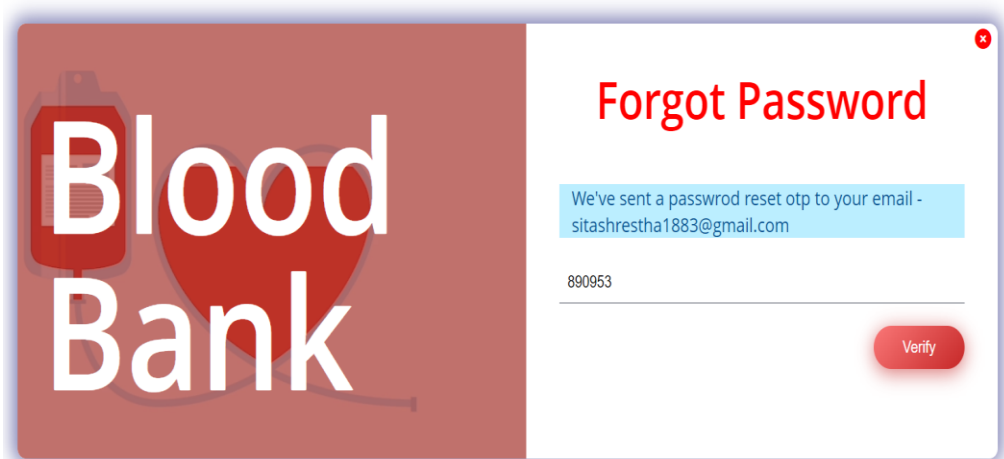 Blood
Bank
Forgot Password
We've sent a passwrod reset otp to your email -
sitashrestha1883@gmail.com
890953
Verify